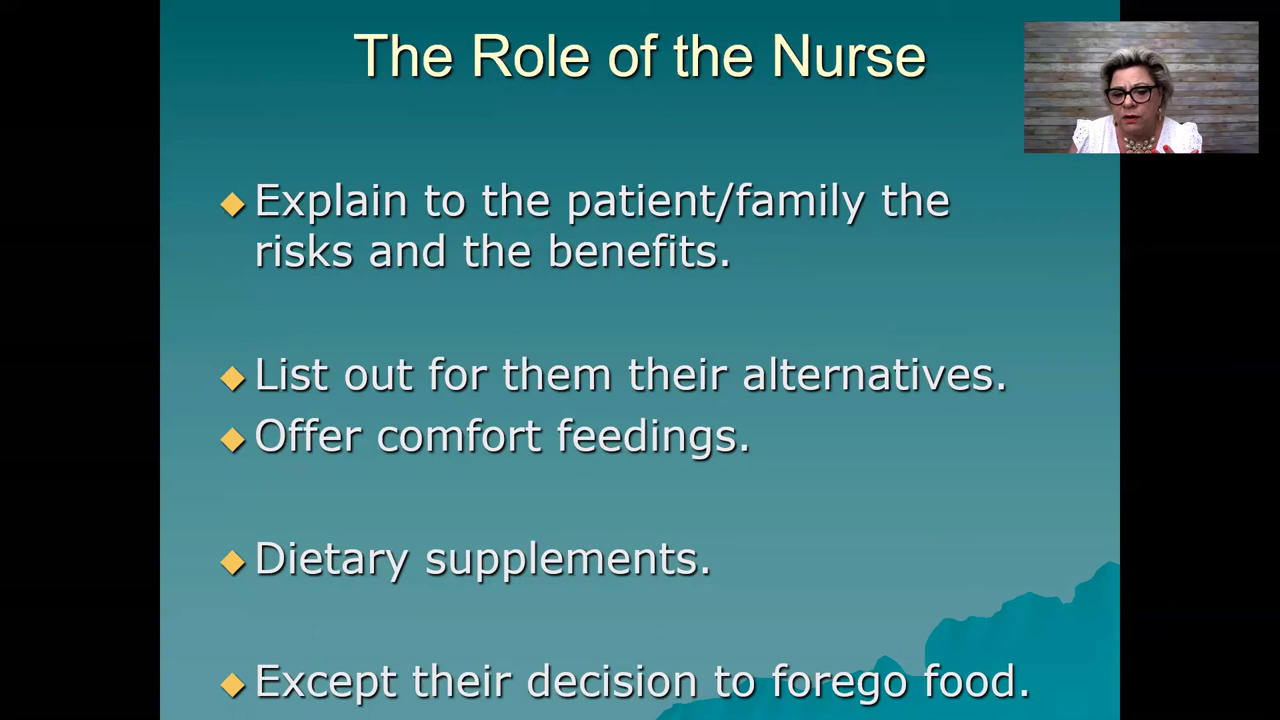 The Role of the Nurse
Explain to the patient/family the
risks and the benefits.
List out for them their alternatives.
Offer comfort feedings.
Dietary supplements.
Except their decision to forego food.